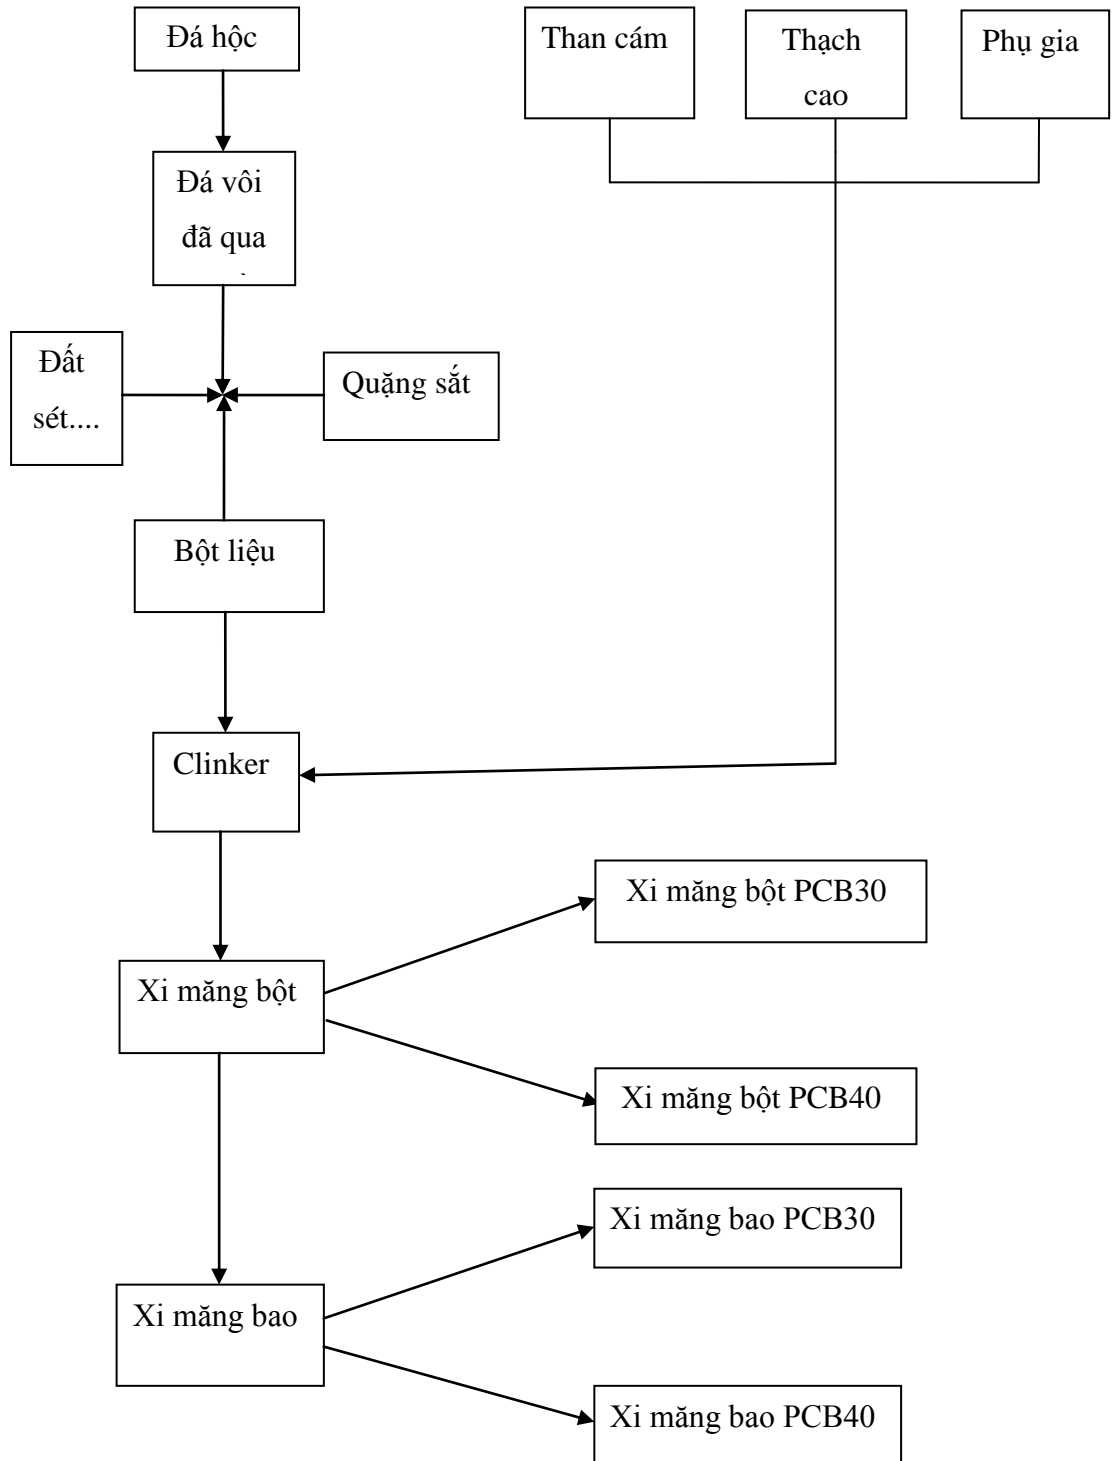 Đá hộc
Than cám
Thạch
cao
Phụ gia
Đá vôi
đã qua
Đất
sét....
Quặng sắt
Bột liệu
Clinker
Xi măng bột PCB30
Xi măng bột
Xi măng bột PCB40
Xi măng bao PCB30
Xi măng bao
Xi măng bao PCB40